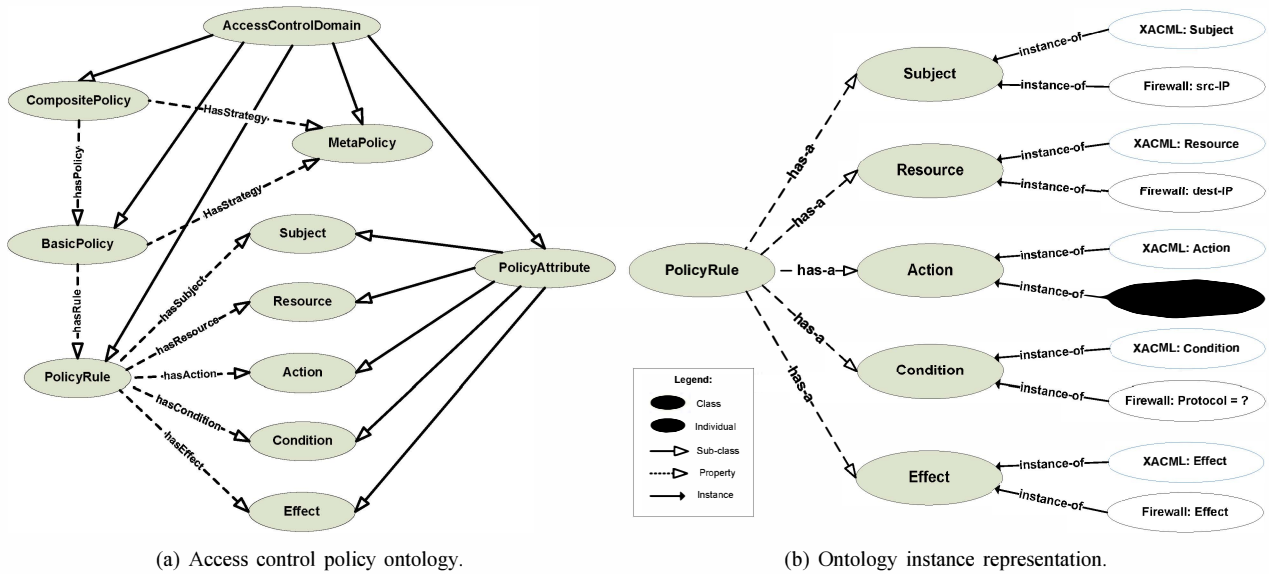 AccessControlDomain
CompositePolicy
HasStrategy
MetaPolicy
hasPolicy
HasStrategy
BasicPolicy
Subject
PolicyAttribute
hasRule
hasSubject
Resource
hasResource
PolicyRule
hasAction
Action
hasCondition
Condition
hasEffect
Effect
(a) Access control policy ontology.
XACML: Subject
instance-of
Subject
instance-of
Firewall: src-IP
has-a
XACML: Resource
instance-of
Resource
instance-of
Firewall: dest-IP
has-a
XACML: Action
instance-of
PolicyRule
has-a
Action
instance-of
has-a
XACML: Condition
instance-of
Condition
instance-of
Firewall: Protocol = ?
has-a
XACML: Effect
instance-of
Effect
instance-of
Firewall: Effect
Legend:
Class
Individual
Sub-class
Property
Instance
(b) Ontology instance representation.